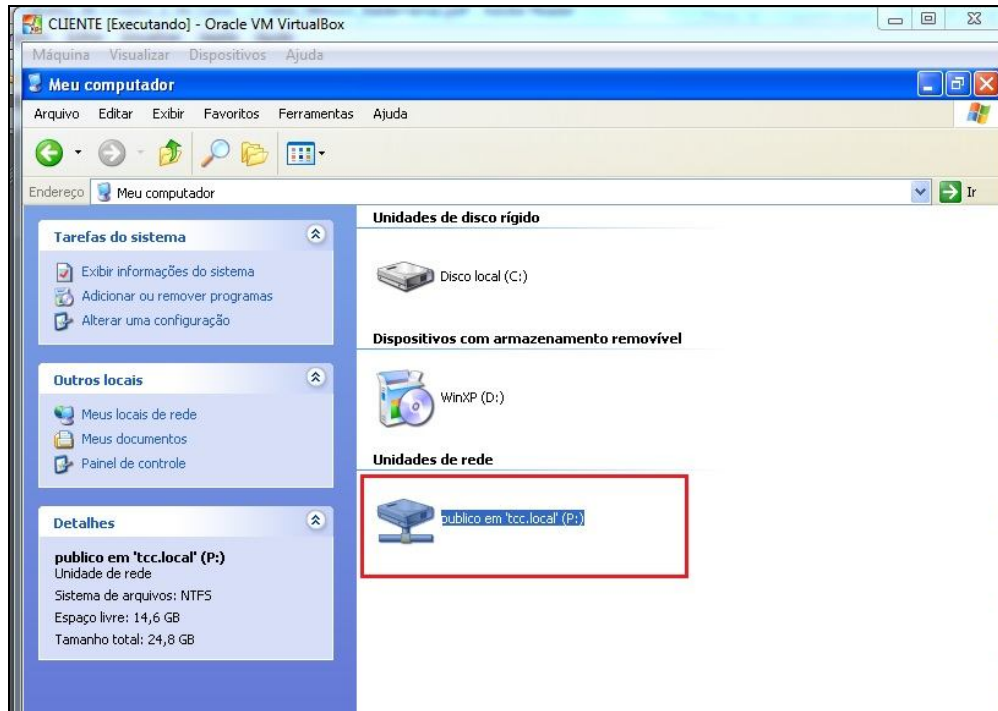 CLIENTE [Executando] - Oracle VM VirtualBox
Máquina Visualizar Dispositivos Ajuda
Meu computador
Arquivo Editar Exibir Favoritos Ferramentas Ajuda
Endereço Meu computador Ir
Tarefas do sistema
Exibir informações do sistema
Adicionar ou remover programas
Alterar uma configuração
Outros locais
Meus locais de rede
Meus documentos
Painel de controle
Detalhes
publico em 'tcc.local' (P:)
Unidade de rede
Sistema de arquivos: NTFS
Espaço livre: 14,6 GB
Tamanho total: 24,8 GB
Unidades de disco rígido
Disco local (C:)
Dispositivos com armazenamento removível
WinXP (D:)
Unidades de rede
publico em 'tcc.local' (P:)